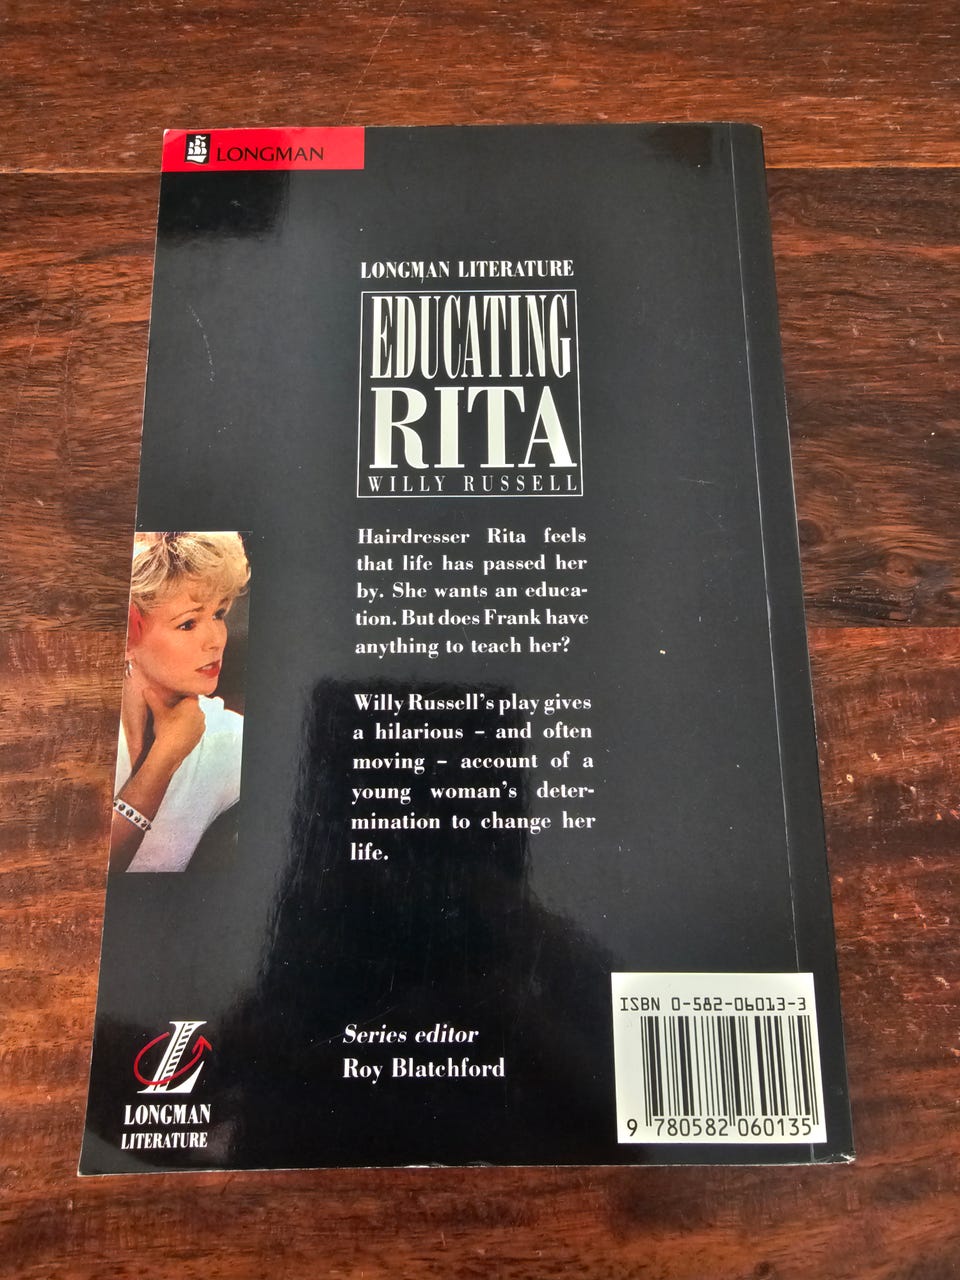 LONGMAN
LONGMAN LITERATURE
EDUCATING
RITA
WILLY RUSSELL
Hairdresser Rita feels
that life has passed her
by. She wants an educa-
tion. But does Frank have
anything to teach her?
Willy Russell's play gives
a hilarious – and often
moving – account of a
young woman's deter-
mination to change her
life.
Series editor
Roy Blatchford
L
LONGMAN
LITERATURE
ISBN 0-582-06013-3
9 780582 060135